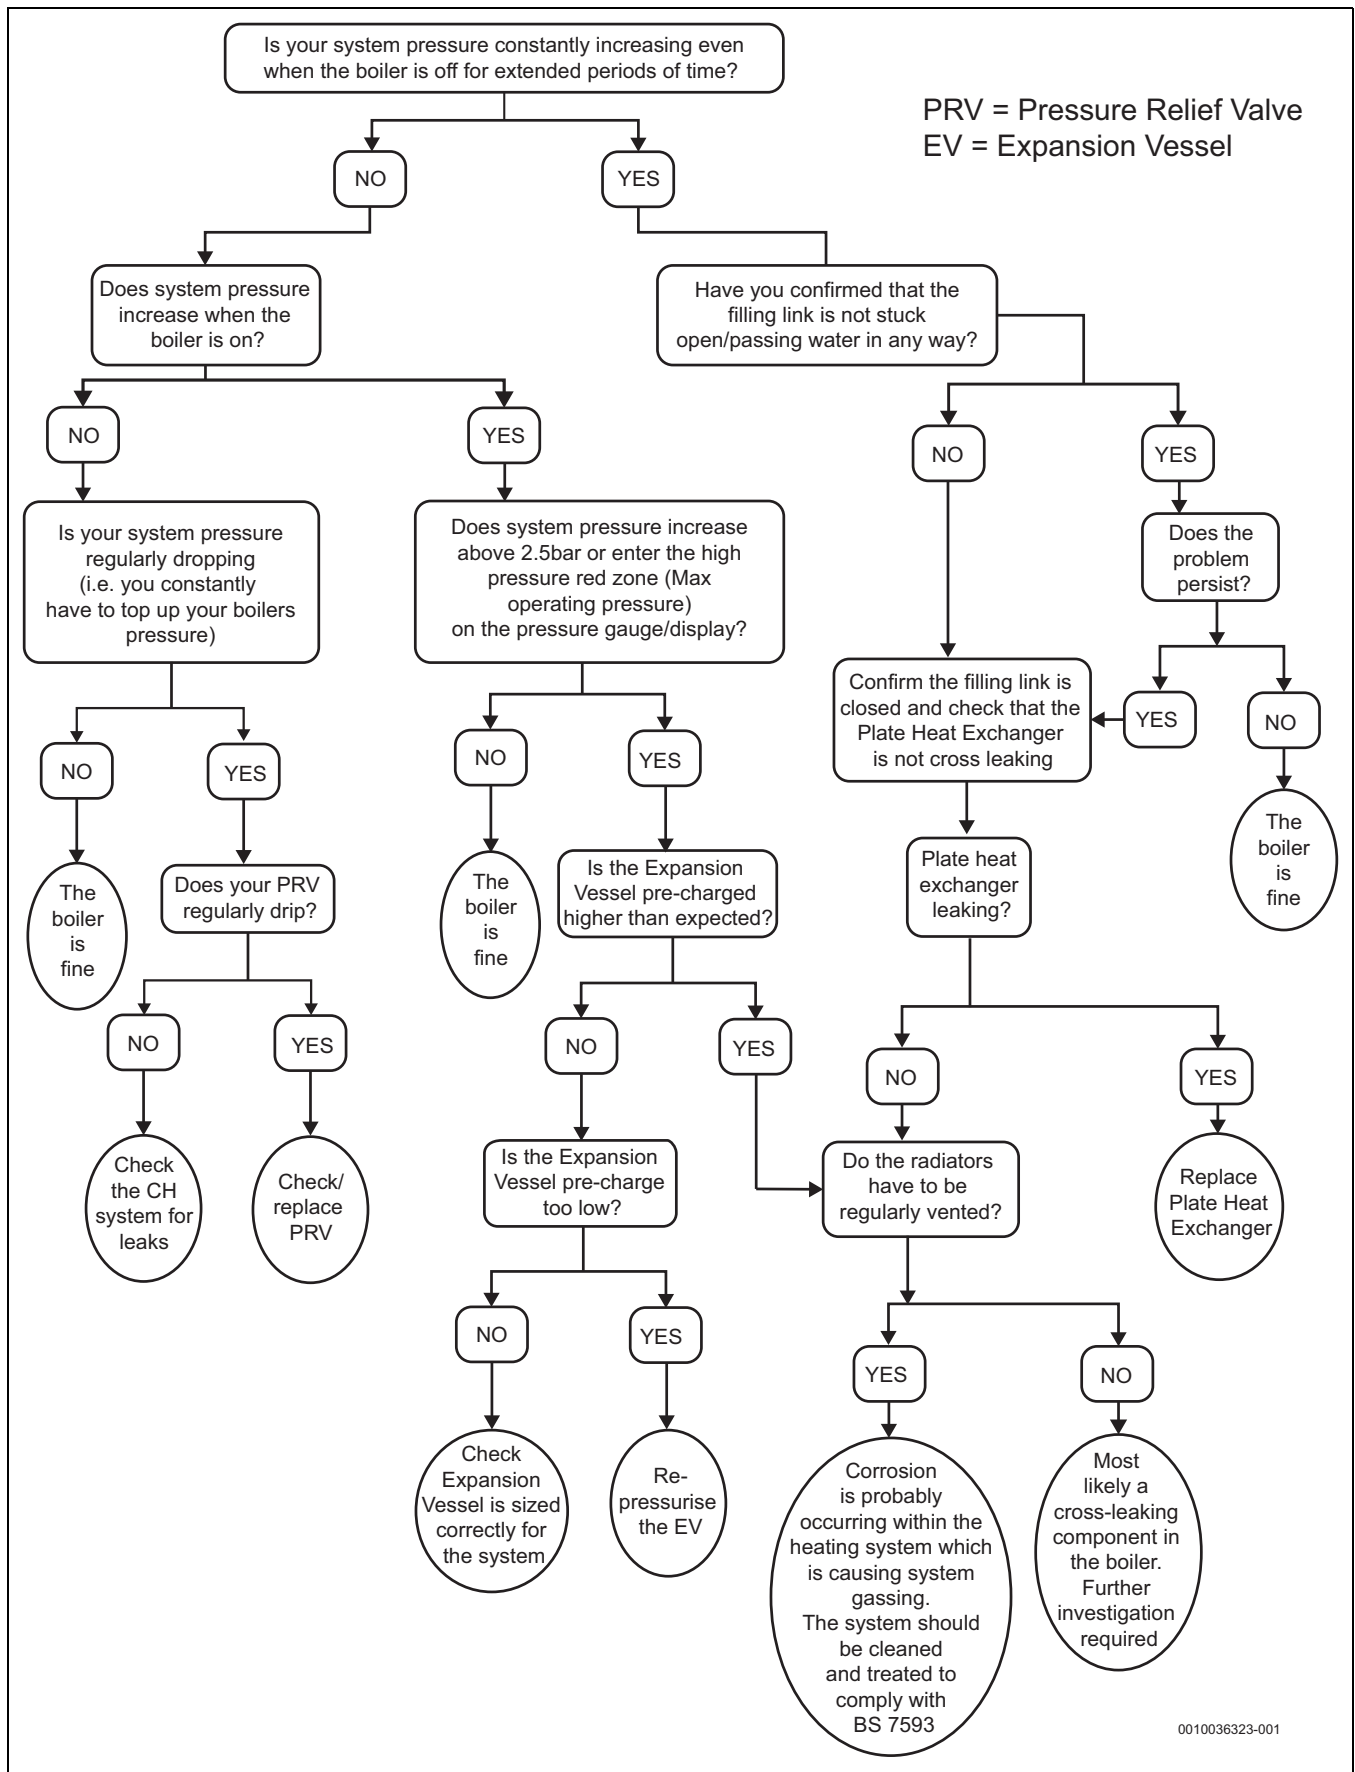 Is your system pressure constantly increasing even
when the boiler is off for extended periods of time?
PRV = Pressure Relief Valve
EV = Expansion Vessel
NO
YES
Does system pressure
increase when the
boiler is on?
Have you confirmed that the
filling link is not stuck
open/passing water in any way?
NO
YES
NO
YES
Is your system pressure
regularly dropping
(i.e. you constantly
have to top up your boilers
pressure)
Does system pressure increase
above 2.5bar or enter the high
pressure red zone (Max
operating pressure)
on the pressure gauge/display?
Does the
problem
persist?
NO
YES
NO
YES
Confirm the filling link is
closed and check that the
Plate Heat Exchanger
is not cross leaking
YES
NO
The
boiler
is
fine
Does your PRV
regularly drip?
The
boiler
is
fine
Is the Expansion
Vessel pre-charged
higher than expected?
Plate heat
exchanger
leaking?
The
boiler
is
fine
NO
YES
NO
YES
NO
YES
Check
the CH
system for
leaks
Check/
replace
PRV
Is the Expansion
Vessel pre-charge
too low?
Do the radiators
have to be
regularly vented?
Replace
Plate Heat
Exchanger
NO
YES
YES
NO
Check
Expansion
Vessel is sized
correctly for
the system
Re-
pressurise
the EV
Corrosion
is probably
occurring within the
heating system which
is causing system
gassing.
The system should
be cleaned
and treated to
comply with
BS 7593
Most
likely a
cross-leaking
component in
the boiler.
Further
investigation
required
0010036323-001